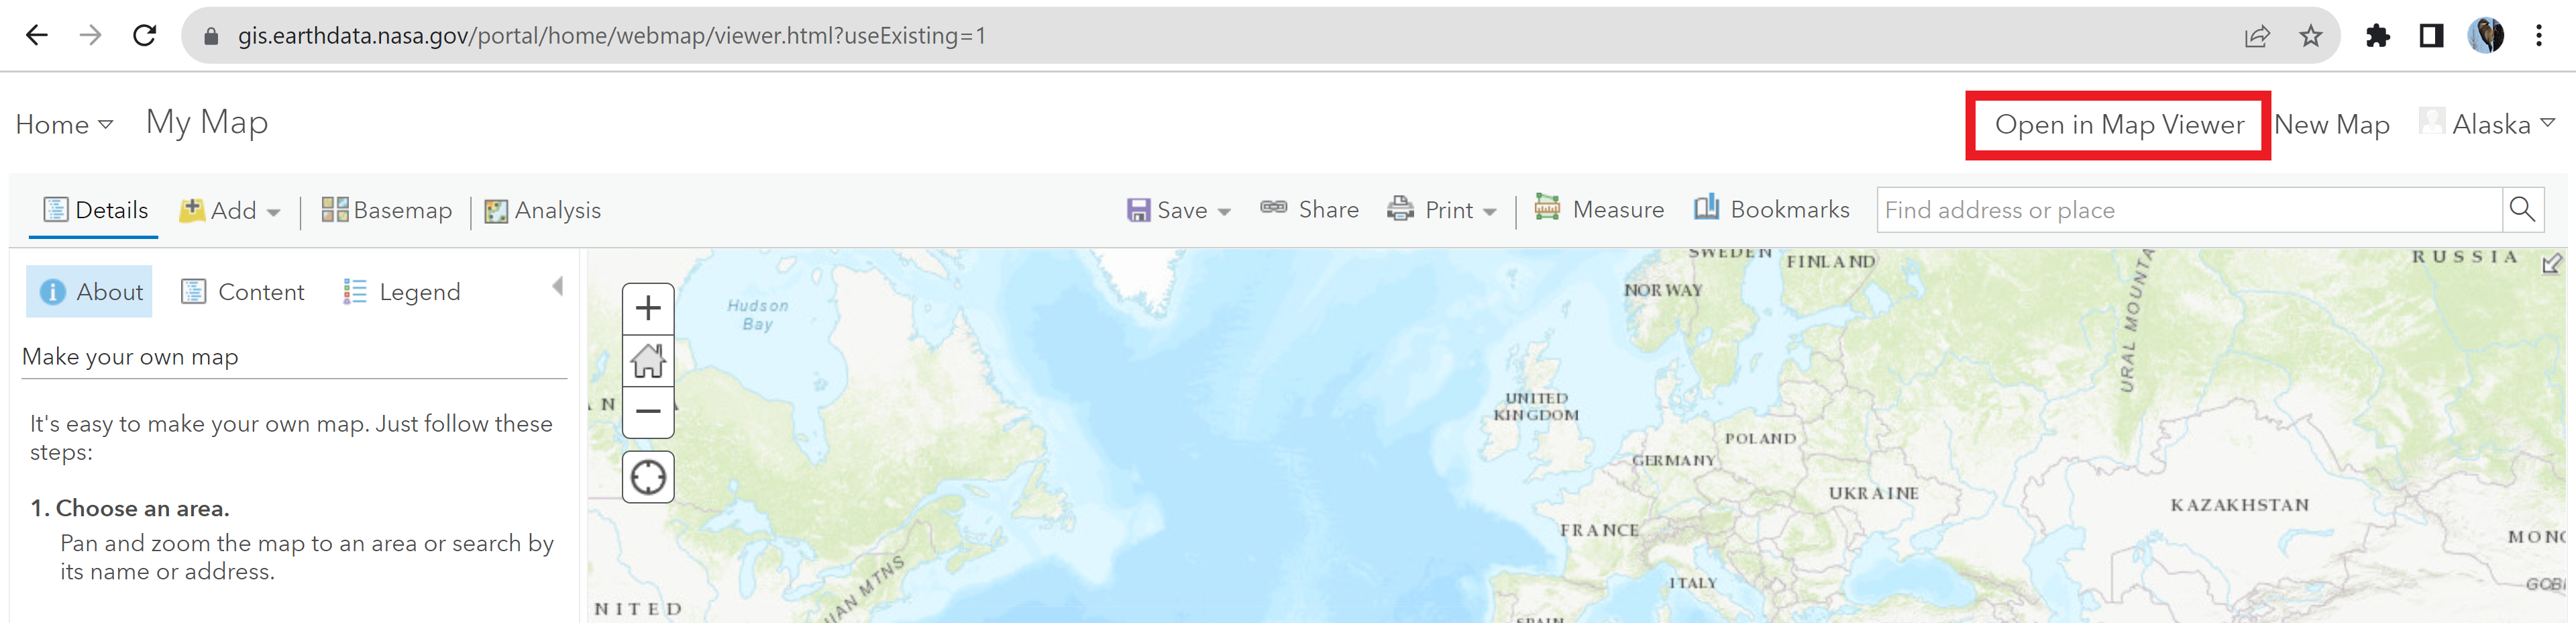 gis.earthdata.nasa.gov/portal/home/webmap/viewer.html?useExisting=1
Home My Map Open in Map Viewer New Map Alaska
Details Add Basemap Analysis Save Share Print Measure Bookmarks Find address or place
About Content Legend
Make your own map
It's easy to make your own map. Just follow these
steps:
1. Choose an area.
Pan and zoom the map to an area or search by
its name or address.
Hudson
Bay
SWEDEN
FINLAND
RUSSIA
NORWAY
URAL MOUNTA
UNITED
KINGDOM
POLAND
GERMANY
UKRAINE
KAZAKHSTAN
FRANCE
MONG
ITALY
GOBI
SPAIN
NITED
IAN MTNS